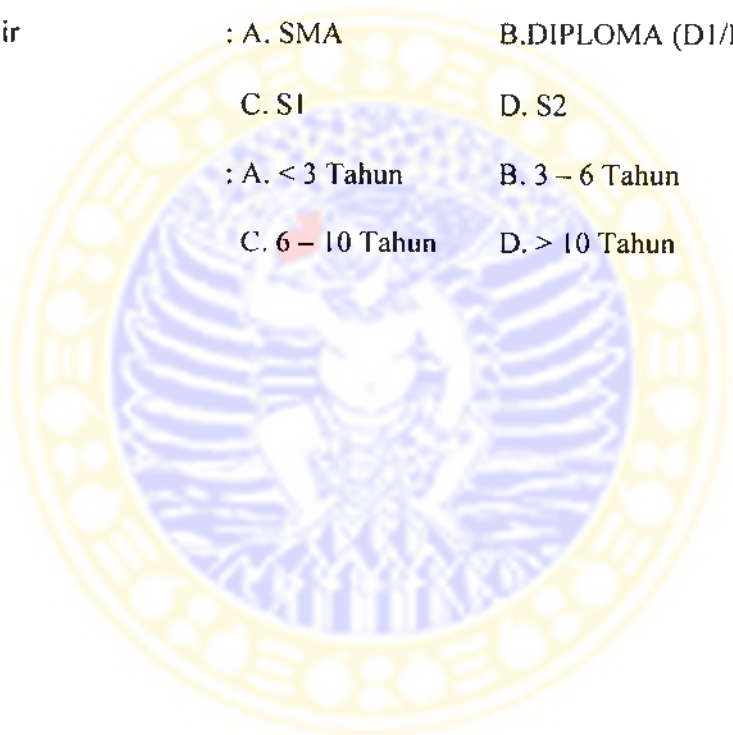 ir : A. SMA B.DIPLOMA (D1/
C. S1 D. S2
: A. < 3 Tahun B. 3 – 6 Tahun
C. 6 – 10 Tahun D. > 10 Tahun